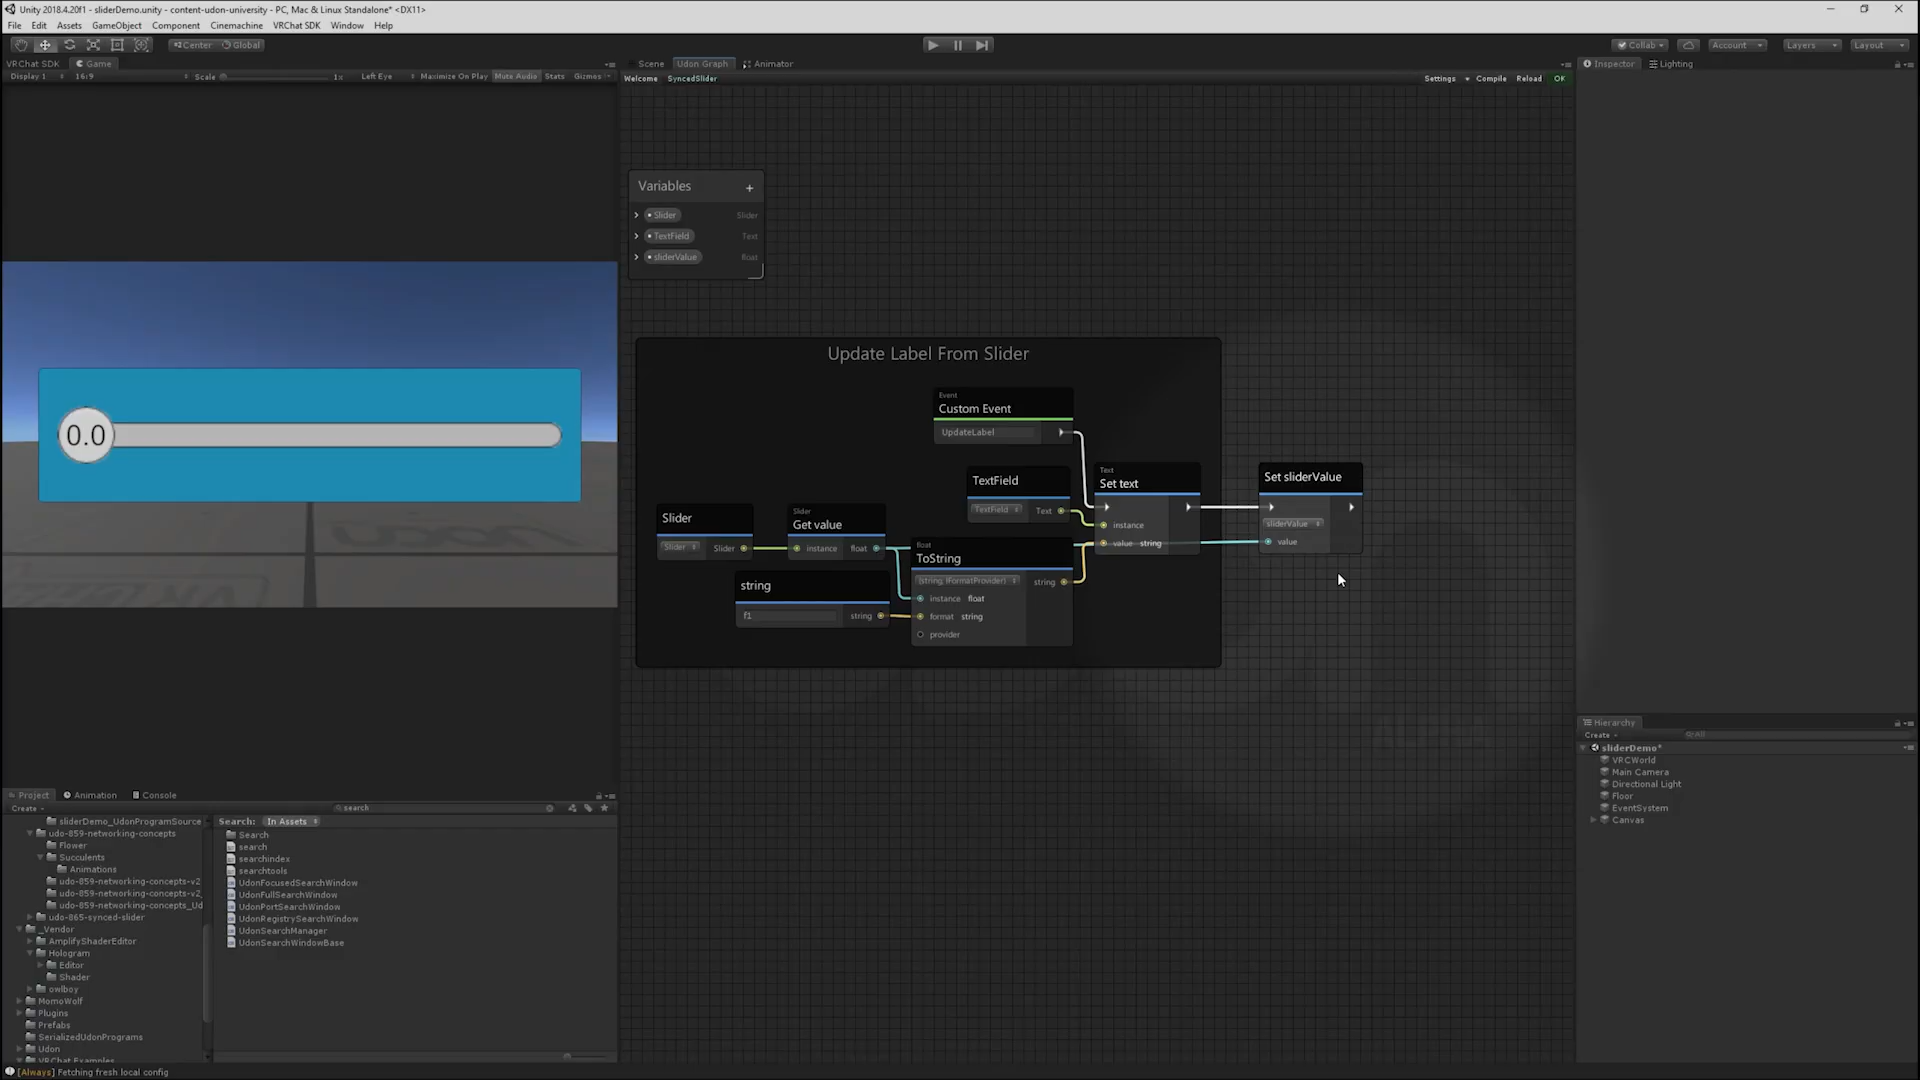 Unity 2018.4.20f1 - sliderDemo.unity - content-udon-university - PC, Mac & Linux Standalone* <DX11>
File Edit Assets GameObject Component Cinemachine VRChat SDK Window Help
Center Global
Collab Account Layers Layout
VRChat SDK Game
Display 1 16:9 Scale 1x Left Eye Maximize On Play Mute Audio Stats Gizmos
Scene Udon Graph Animator
Welcome SyncedSlider Settings Compile Reload OK
Inspector Lighting
Variables +
Slider Slider
TextField Text
sliderValue float
0.0
Update Label From Slider
Event
Custom Event
UpdateLabel
TextField
TextField Text
Text
Set text
instance
value string
Set sliderValue
sliderValue
value
Slider
Slider Slider
Slider
Get value
instance float
string
f1 string
float
ToString
(string, IFormatProvider) string
instance float
format string
provider
Hierarchy
Create All
sliderDemo*
VRCWorld
Main Camera
Directional Light
Floor
EventSystem
Canvas
Project Animation Console
Create search
sliderDemo_UdonProgramSource
udo-859-networking-concepts
Flower
Succulents
Animations
udo-859-networking-concepts-v2
udo-859-networking-concepts-v2_
udo-859-networking-concepts_Ud
udo-865-synced-slider
_Vendor
AmplifyShaderEditor
Hologram
Editor
Shader
owlboy
MomoWolf
Plugins
Prefabs
SerializedUdonPrograms
Udon
VRChat Examples
Search: In Assets
Search
search
searchindex
searchtools
UdonFocusedSearchWindow
UdonFullSearchWindow
UdonPortSearchWindow
UdonRegistrySearchWindow
UdonSearchManager
UdonSearchWindowBase
[Always] Fetching fresh local config